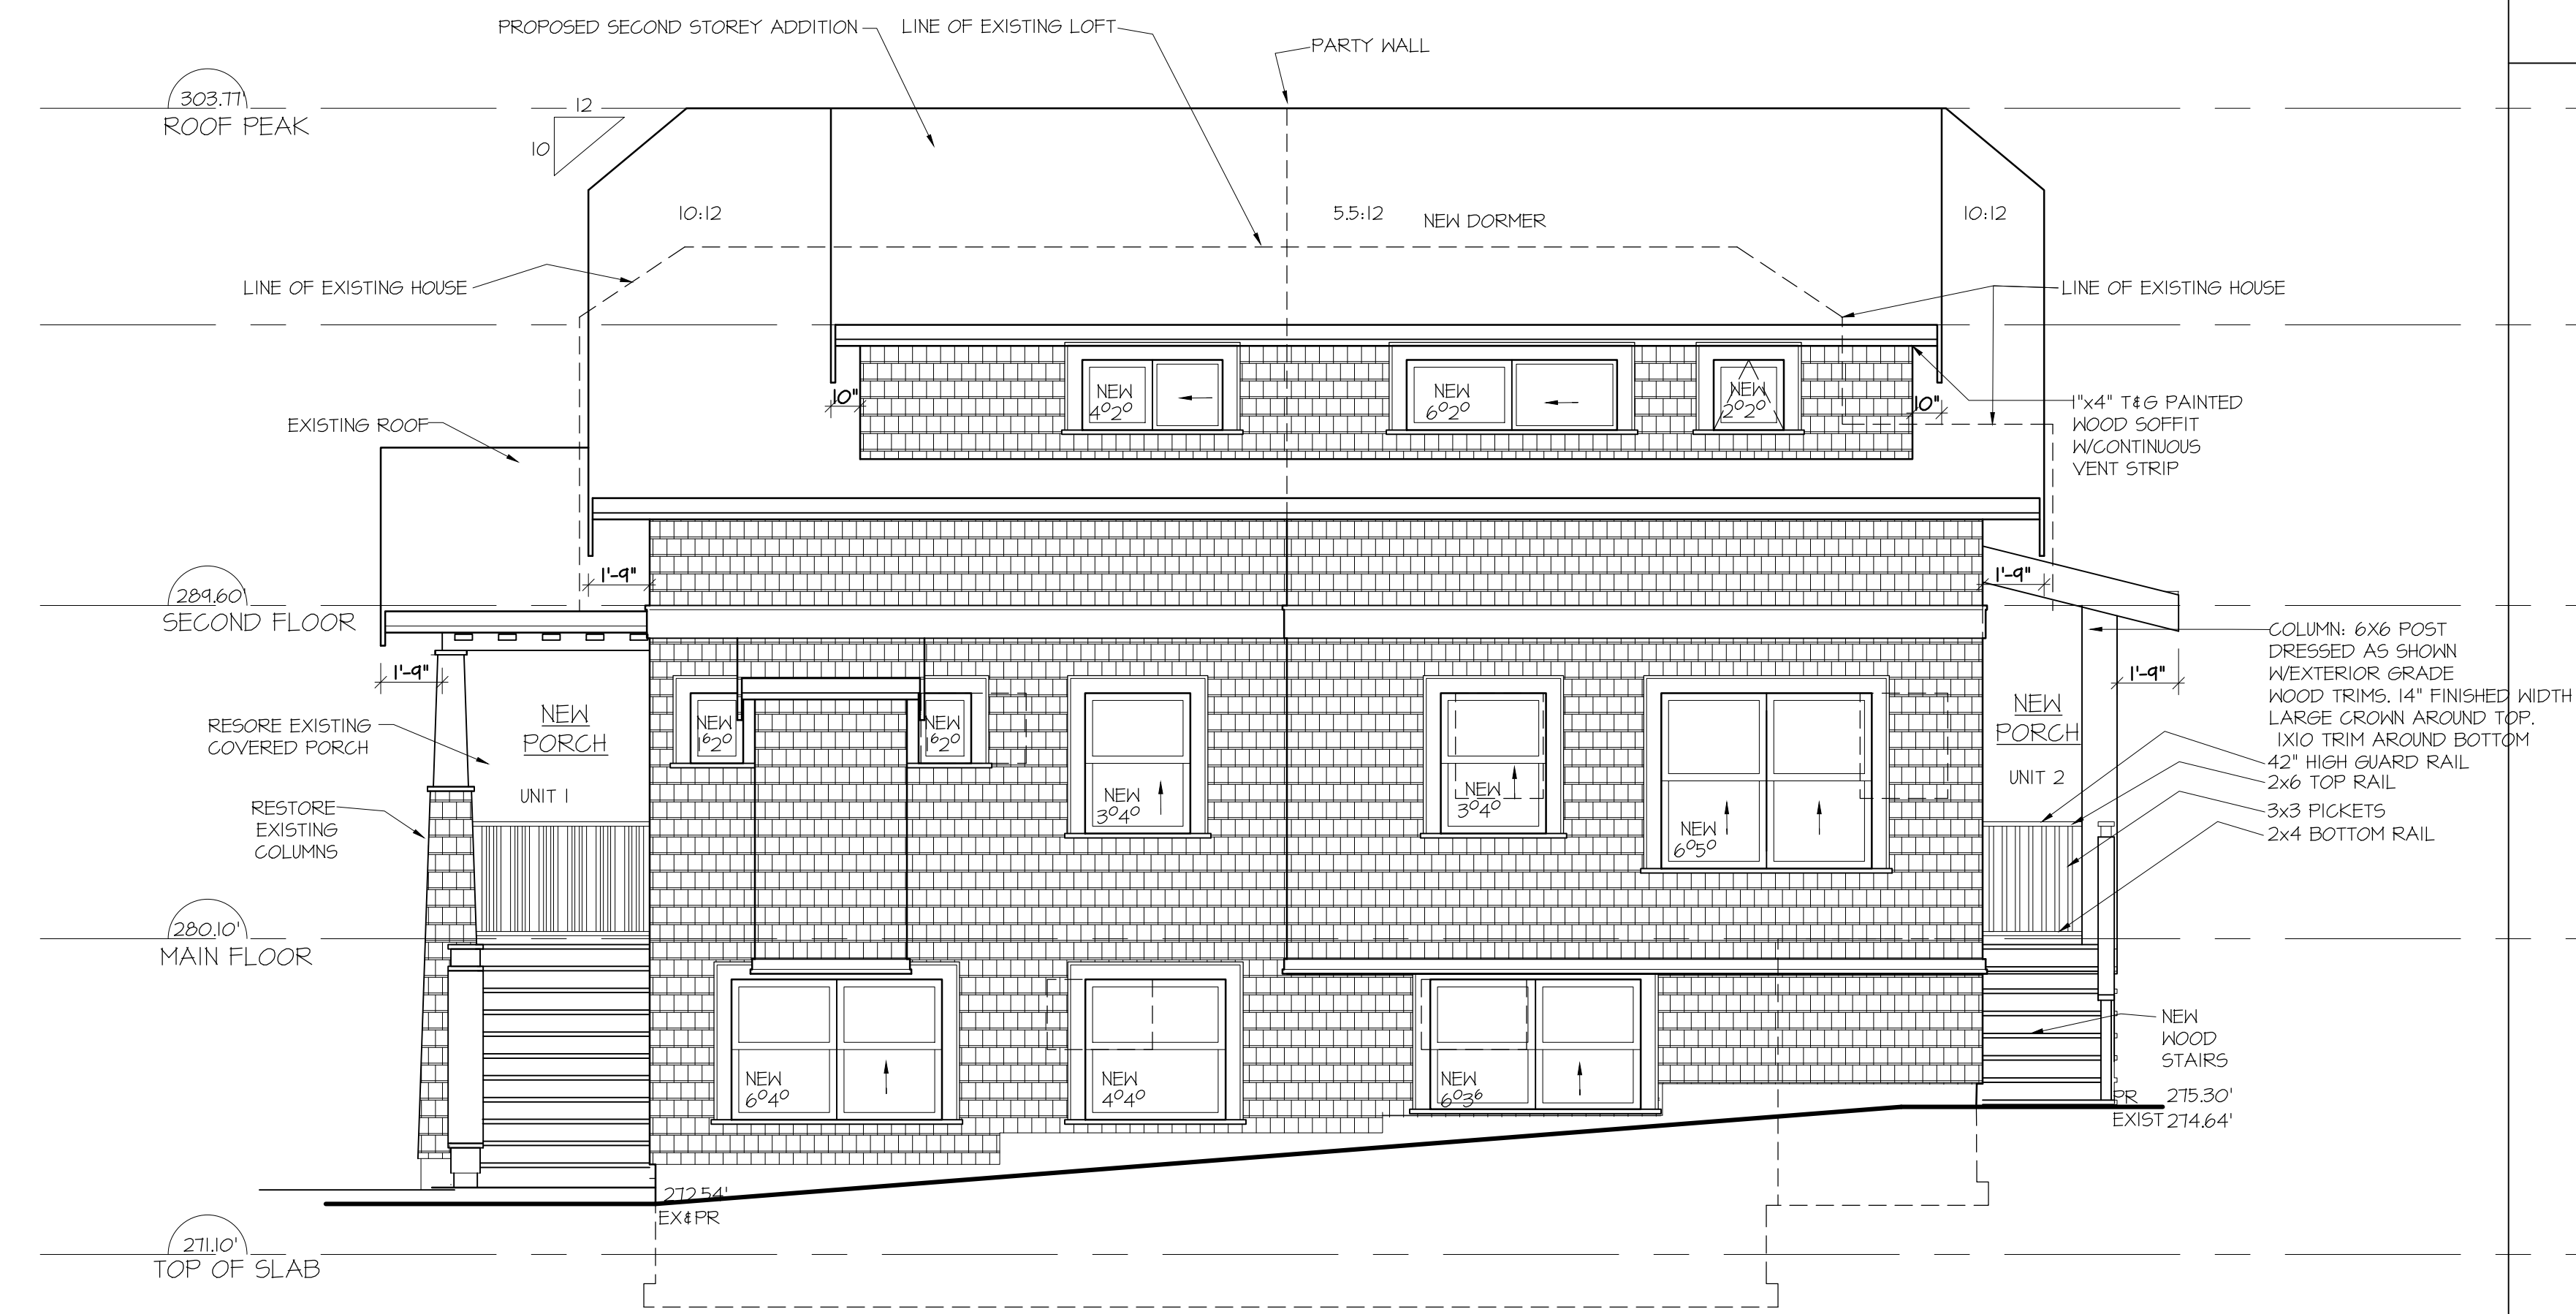 PROPOSED SECOND STOREY ADDITION
LINE OF EXISTING LOFT
PARTY WALL
303.77'
ROOF PEAK
12
10
10:12
5.5:12
NEW DORMER
10:12
LINE OF EXISTING HOUSE
LINE OF EXISTING HOUSE
10"
NEW
4⁰2⁰
NEW
6⁰2⁰
NEW
2⁰2⁰
10"
1"x4" T&G PAINTED
WOOD SOFFIT
W/CONTINUOUS
VENT STRIP
EXISTING ROOF
1'-9"
1'-9"
289.60'
SECOND FLOOR
1'-9"
1'-9"
COLUMN: 6X6 POST
DRESSED AS SHOWN
W/EXTERIOR GRADE
WOOD TRIMS. 14" FINISHED WIDTH
LARGE CROWN AROUND TOP.
1X10 TRIM AROUND BOTTOM
42" HIGH GUARD RAIL
2x6 TOP RAIL
3x3 PICKETS
2x4 BOTTOM RAIL
RESORE EXISTING
COVERED PORCH
NEW
PORCH
UNIT 1
NEW
1⁶2⁰
NEW
1⁶2⁰
NEW
3⁰4⁰
NEW
3⁰4⁰
NEW
6⁰5⁰
NEW
PORCH
UNIT 2
RESTORE
EXISTING
COLUMNS
280.10'
MAIN FLOOR
NEW
6⁰4⁰
NEW
4⁰4⁰
NEW
6⁰3⁶
NEW
WOOD
STAIRS
PR 275.30'
EXIST 274.64'
272.54'
EX&PR
271.10'
TOP OF SLAB